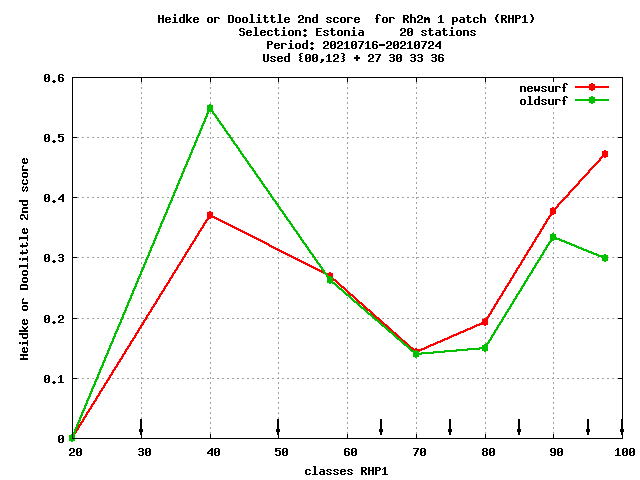 Heidke or Doolittle 2nd score  for Rh2m 1 patch (RHP1)
Selection: Estonia     20 stations
Period: 20210716-20210724
Used {00,12} + 27 30 33 36
newsurf
oldsurf
Heidke or Doolittle 2nd score
0.6
0.5
0.4
0.3
0.2
0.1
0
20 30 40 50 60 70 80 90 100
classes RHP1